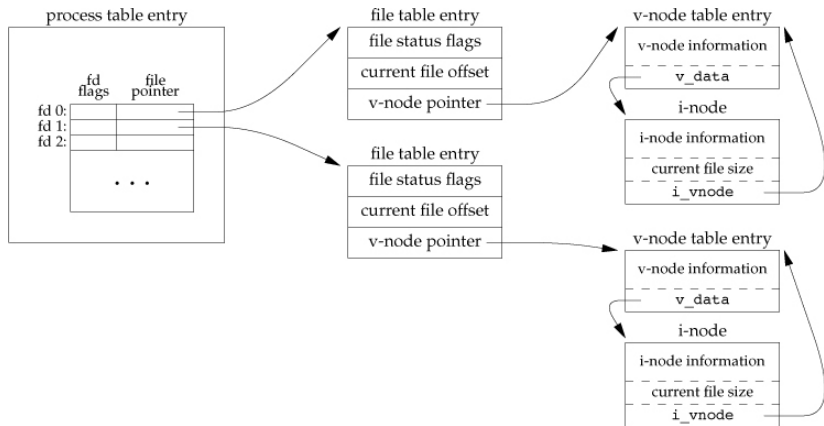 process table entry
fd
flags
file
pointer
fd 0:
fd 1:
fd 2:
. . .
file table entry
file status flags
current file offset
v-node pointer
file table entry
file status flags
current file offset
v-node pointer
v-node table entry
v-node information
v_data
i-node
i-node information
current file size
i_vnode
v-node table entry
v-node information
v_data
i-node
i-node information
current file size
i_vnode